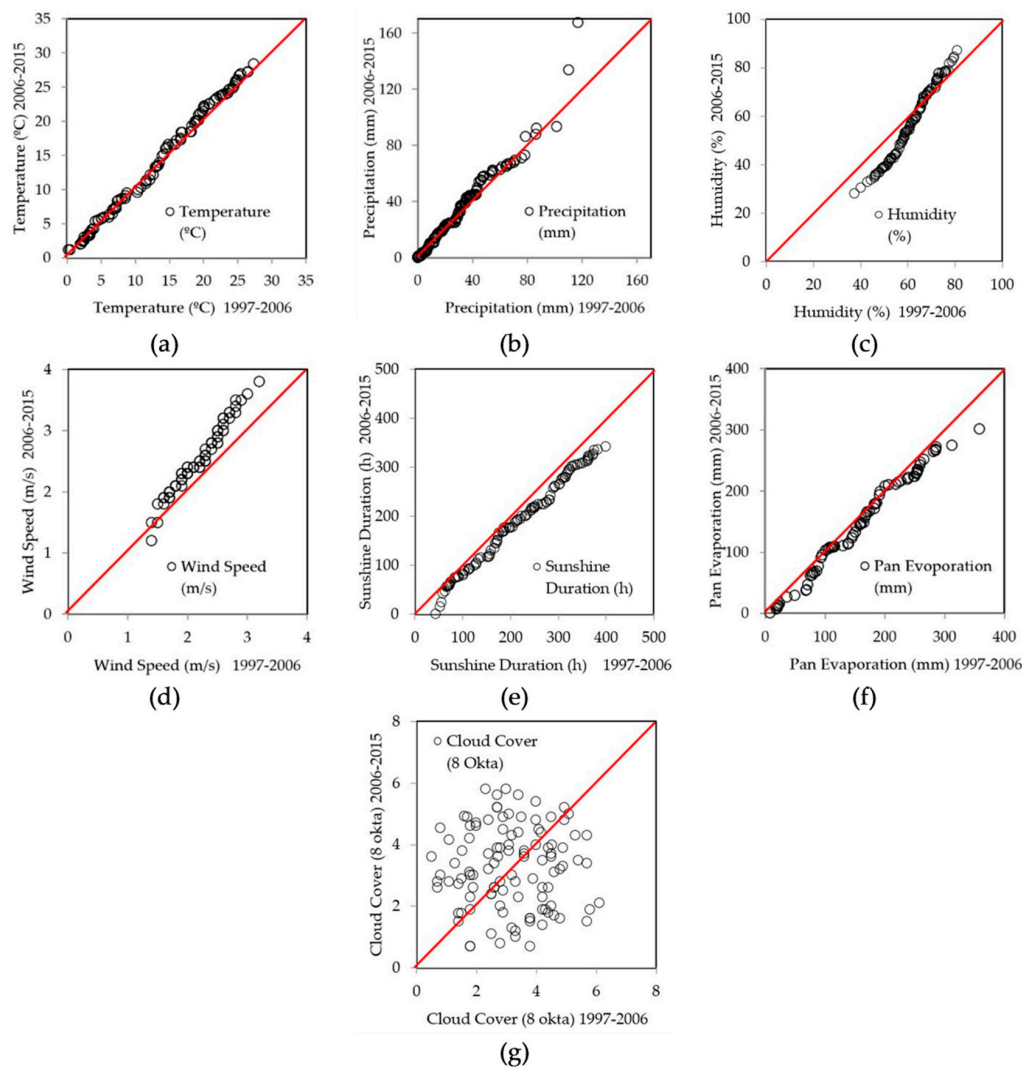 35
30
25
20
15
10
5
0
Temperature (ºC) 2006-2015
Temperature
(ºC)
0 5 10 15 20 25 30 35
Temperature (ºC) 1997-2006
(a)
160
120
80
40
0
Precipitation (mm) 2006-2015
Precipitation
(mm)
0 40 80 120 160
Precipitation (mm) 1997-2006
(b)
100
80
60
40
20
0
Humidity (%) 2006-2015
Humidity
(%)
0 20 40 60 80 100
Humidity (%) 1997-2006
(c)
4
3
2
1
0
Wind Speed (m/s) 2006-2015
Wind Speed
(m/s)
0 1 2 3 4
Wind Speed (m/s) 1997-2006
(d)
500
400
300
200
100
0
Sunshine Duration (h) 2006-2015
Sunshine
Duration (h)
0 100 200 300 400 500
Sunshine Duration (h) 1997-2006
(e)
400
300
200
100
0
Pan Evaporation (mm) 2006-2015
Pan Evoporation
(mm)
0 100 200 300 400
Pan Evaporation (mm) 1997-2006
(f)
8
6
4
2
0
Cloud Cover (8 okta) 2006-2015
Cloud Cover
(8 Okta)
0 2 4 6 8
Cloud Cover (8 okta) 1997-2006
(g)